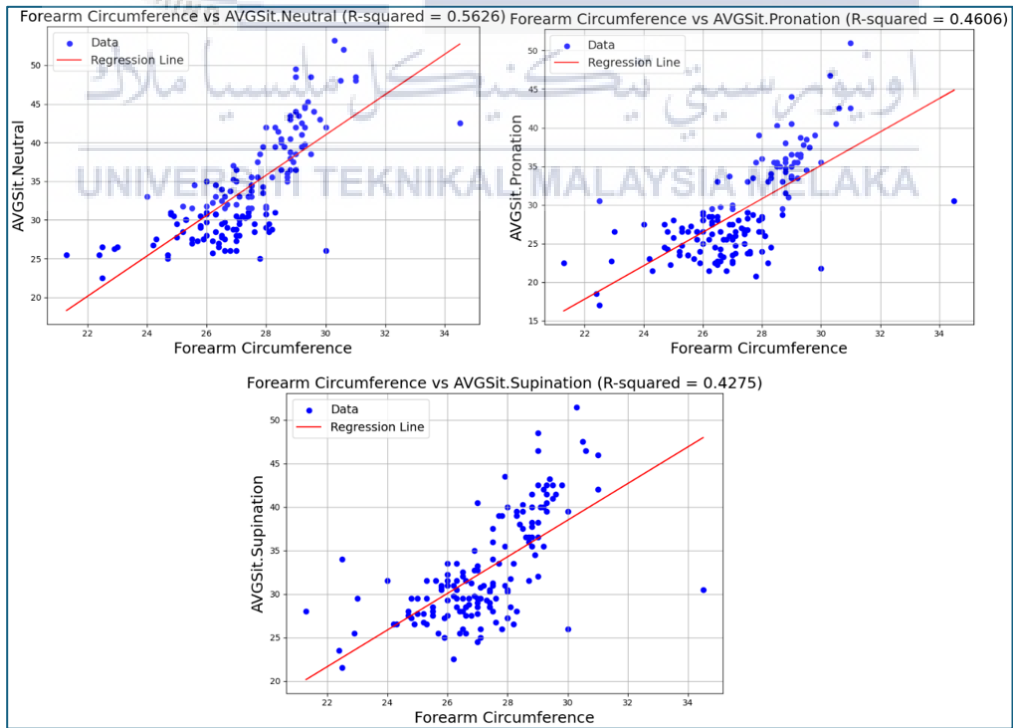 Forearm Circumference vs AVGSit.Neutral (R-squared = 0.5626)
Data
Regression Line
AVGSit.Neutral
50
45
40
35
30
25
20
22 24 26 28 30 32 34
Forearm Circumference
Forearm Circumference vs AVGSit.Pronation (R-squared = 0.4606)
Data
Regression Line
AVGSit.Pronation
50
45
40
35
30
25
20
15
22 24 26 28 30 32 34
Forearm Circumference
اونيۏرسيتي تيكنيكل مليسيا ملاك
UNIVERSITI TEKNIKAL MALAYSIA MELAKA
Forearm Circumference vs AVGSit.Supination (R-squared = 0.4275)
Data
Regression Line
AVGSit.Supination
50
45
40
35
30
25
20
22 24 26 28 30 32 34
Forearm Circumference